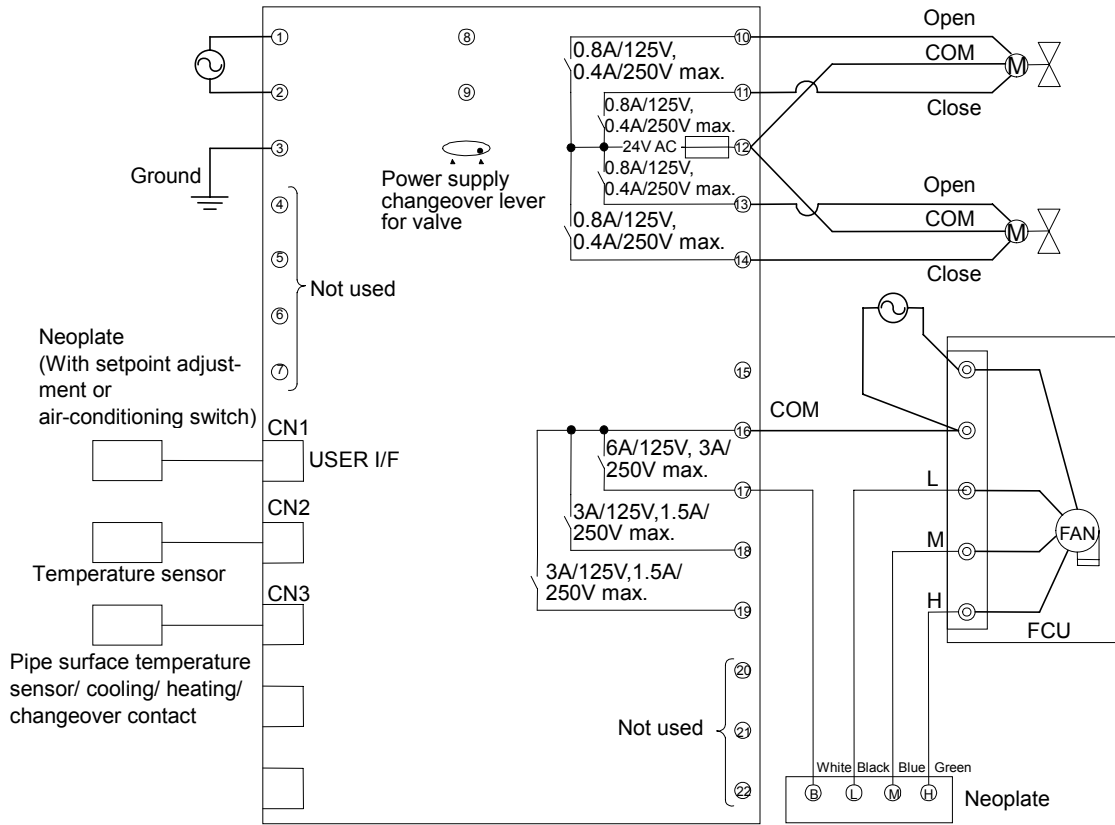 1
2
3
Ground
4
5
6
7
Not used
8
9
Power supply
changeover lever
for valve
0.8A/125V,
0.4A/250V max.
0.8A/125V,
0.4A/250V max.
24V AC
0.8A/125V,
0.4A/250V max.
0.8A/125V,
0.4A/250V max.
10
11
12
13
14
Open
COM
M
Close
Open
COM
M
Close
Neoplate
(With setpoint adjust-
ment or
air-conditioning switch)
CN1
USER I/F
CN2
Temperature sensor
CN3
Pipe surface temperature
sensor/ cooling/ heating/
changeover contact
15
16
COM
6A/125V, 3A/
250V max.
17
3A/125V,1.5A/
250V max.
18
3A/125V,1.5A/
250V max.
19
L
M
H
FAN
FCU
Not used
20
21
22
White Black Blue Green
B L M H
Neoplate